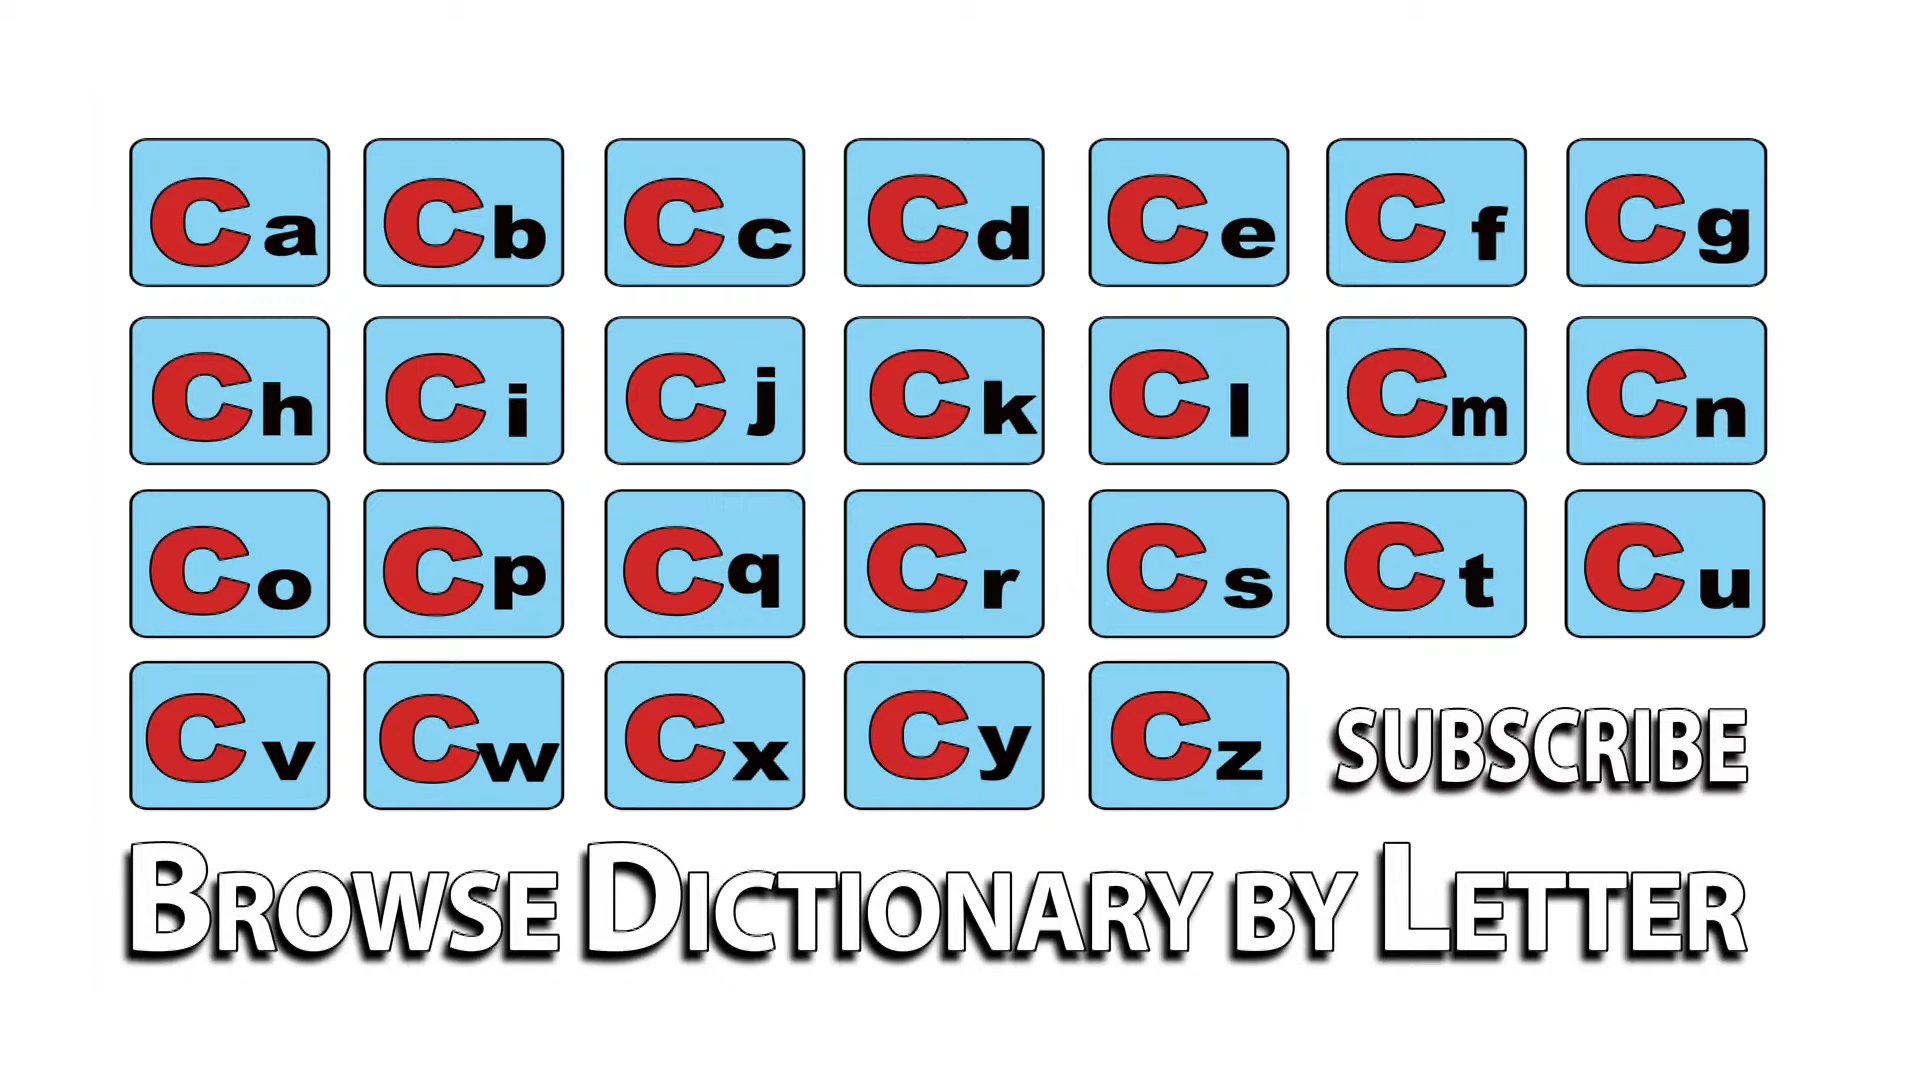 Ca Cb Cc Cd Ce Cf Cg
Ch Ci Cj Ck Cl Cm Cn
Co Cp Cq Cr Cs Ct Cu
Cv Cw Cx Cy Cz SUBSCRIBE
BROWSE DICTIONARY BY LETTER